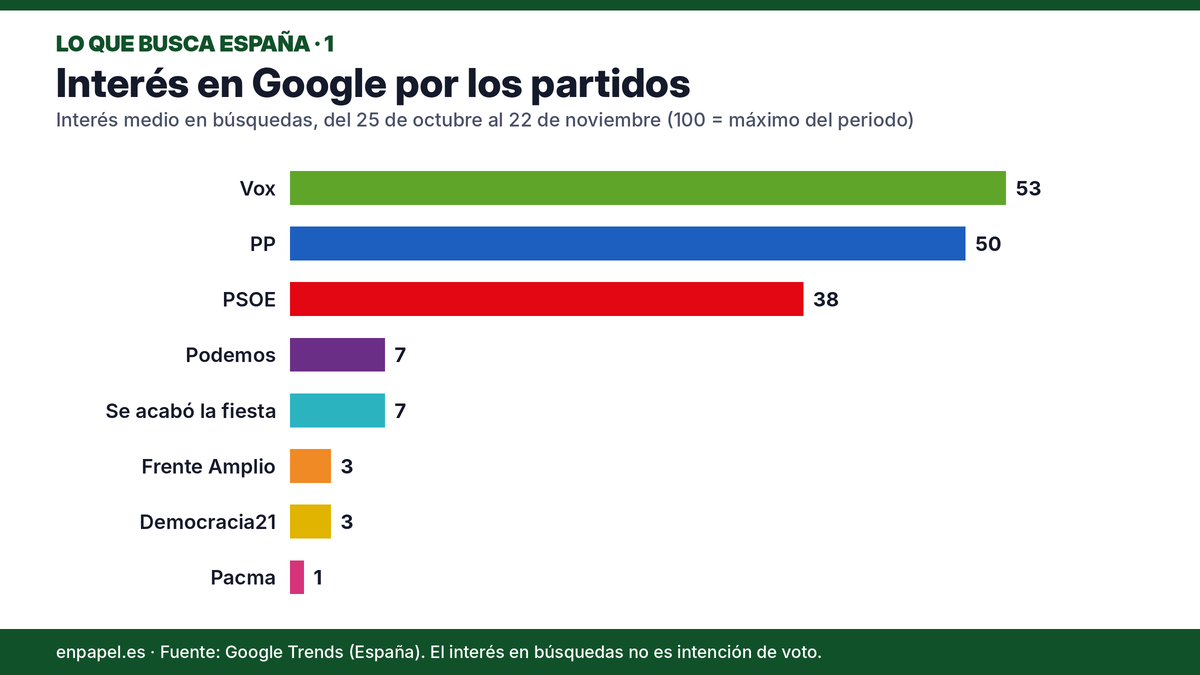 LO QUE BUSCA ESPAÑA · 1
Interés en Google por los partidos
Interés medio en búsquedas, del 25 de octubre al 22 de noviembre (100 = máximo del periodo)
Vox 53
PP 50
PSOE 38
Podemos 7
Se acabó la fiesta 7
Frente Amplio 3
Democracia21 3
Pacma 1
enpapel.es · Fuente: Google Trends (España). El interés en búsquedas no es intención de voto.